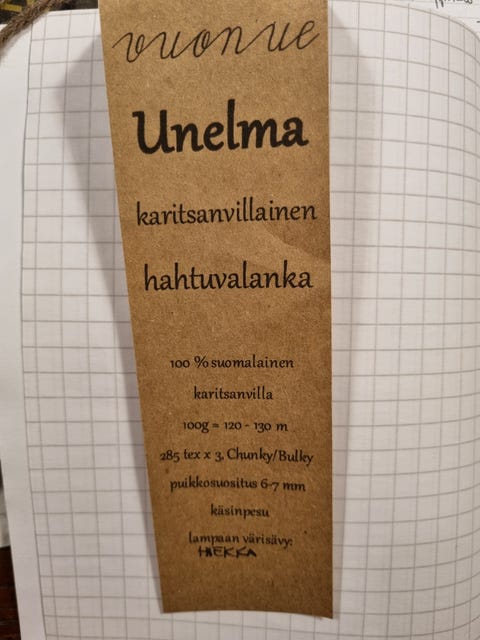 vuonue
Unelma
karitsanvillainen
hahtuvalanka
100 % suomalainen
karitsanvilla
100g = 120 - 130 m
285 tex x 3, Chunky/Bulky
puikkosuositus 6-7 mm
käsinpesu
lampaan värisävy:
HIEKKA